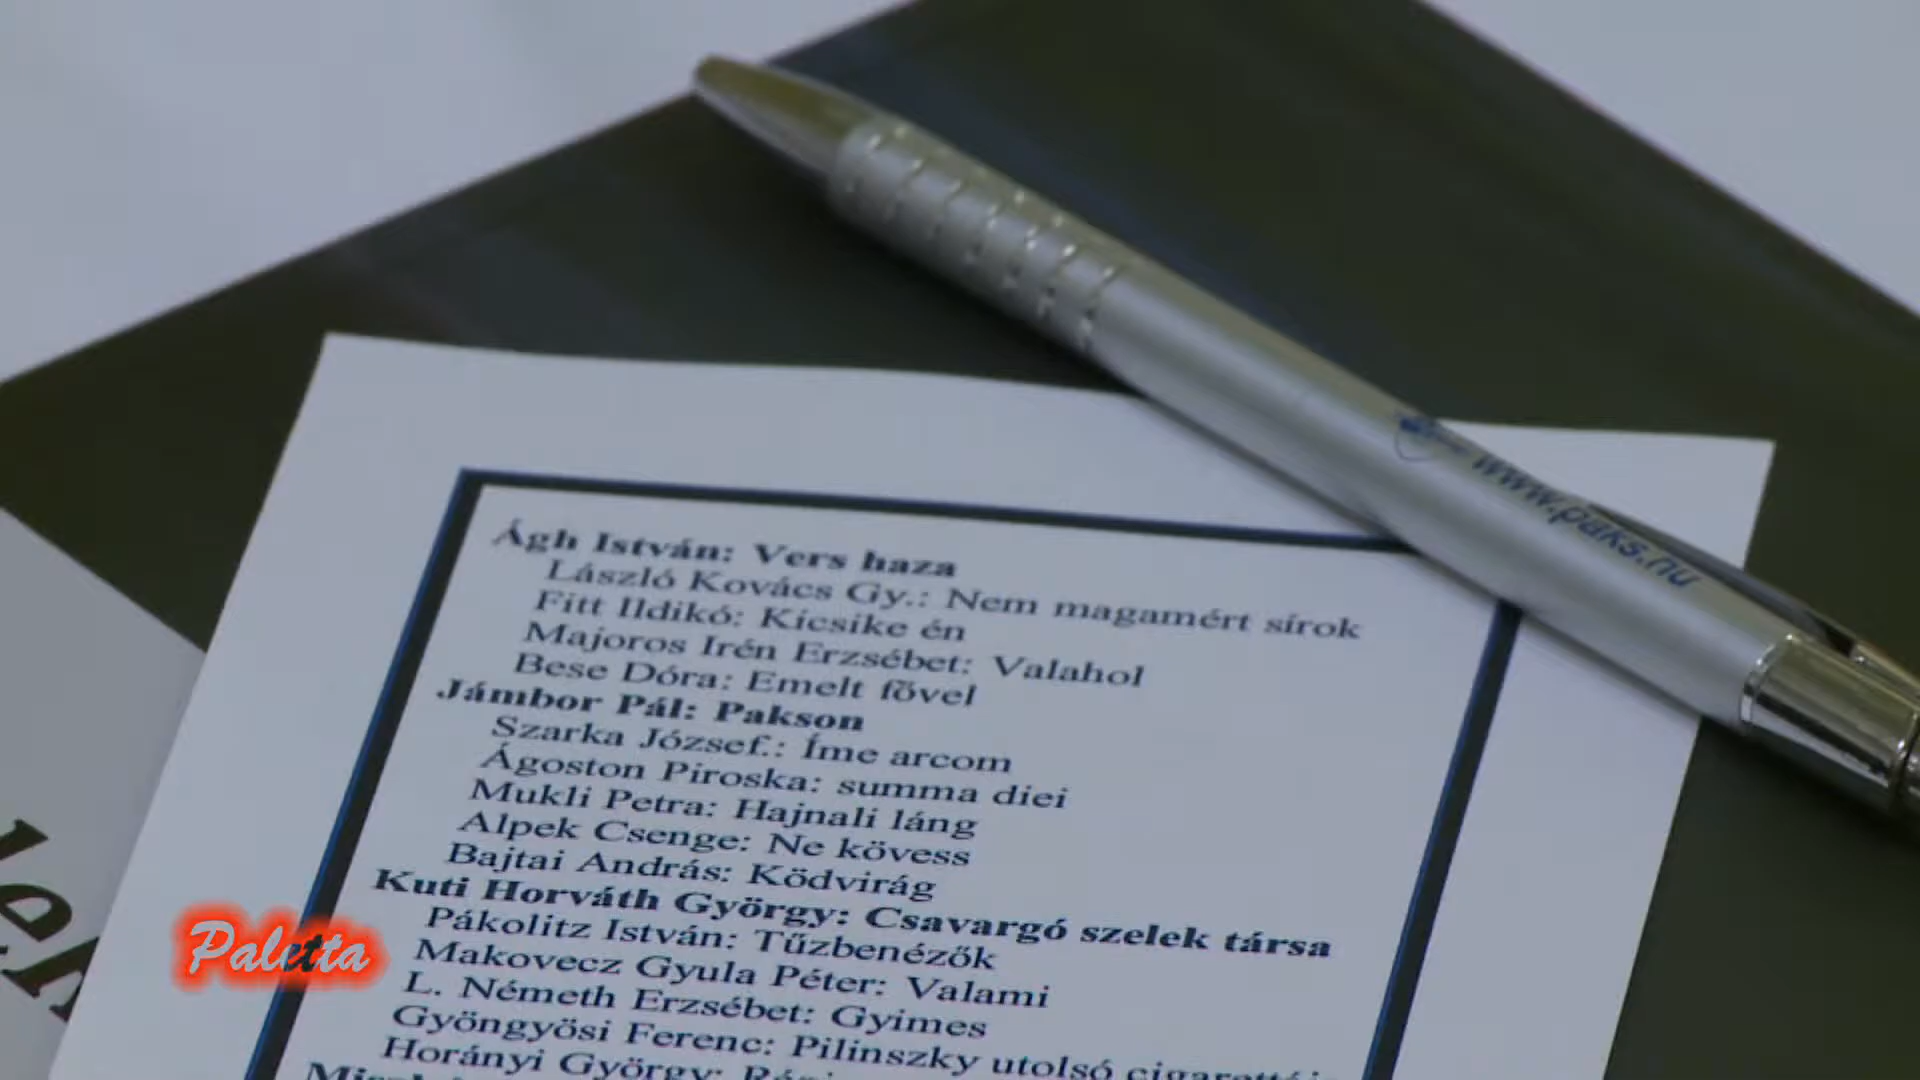 www.paks.hu
Ágh István: Vers haza
László Kovács Gy.: Nem magamért sírok
Fitt Ildikó: Kicsike én
Majoros Irén Erzsébet: Valahol
Bese Dóra: Emelt fővel
Jámbor Pál: Pakson
Szarka József.: Íme arcom
Ágoston Piroska: summa diei
Mukli Petra: Hajnali láng
Alpek Csenge: Ne kövess
Bajtai András: Ködvirág
Kuti Horváth György: Csavargó szelek társa
Pákolitz István: Tűzbenézők
Makovecz Gyula Péter: Valami
L. Németh Erzsébet: Gyimes
Gyöngyösi Ferenc: Pilinszky utolsó
Horányi György:
Paletta